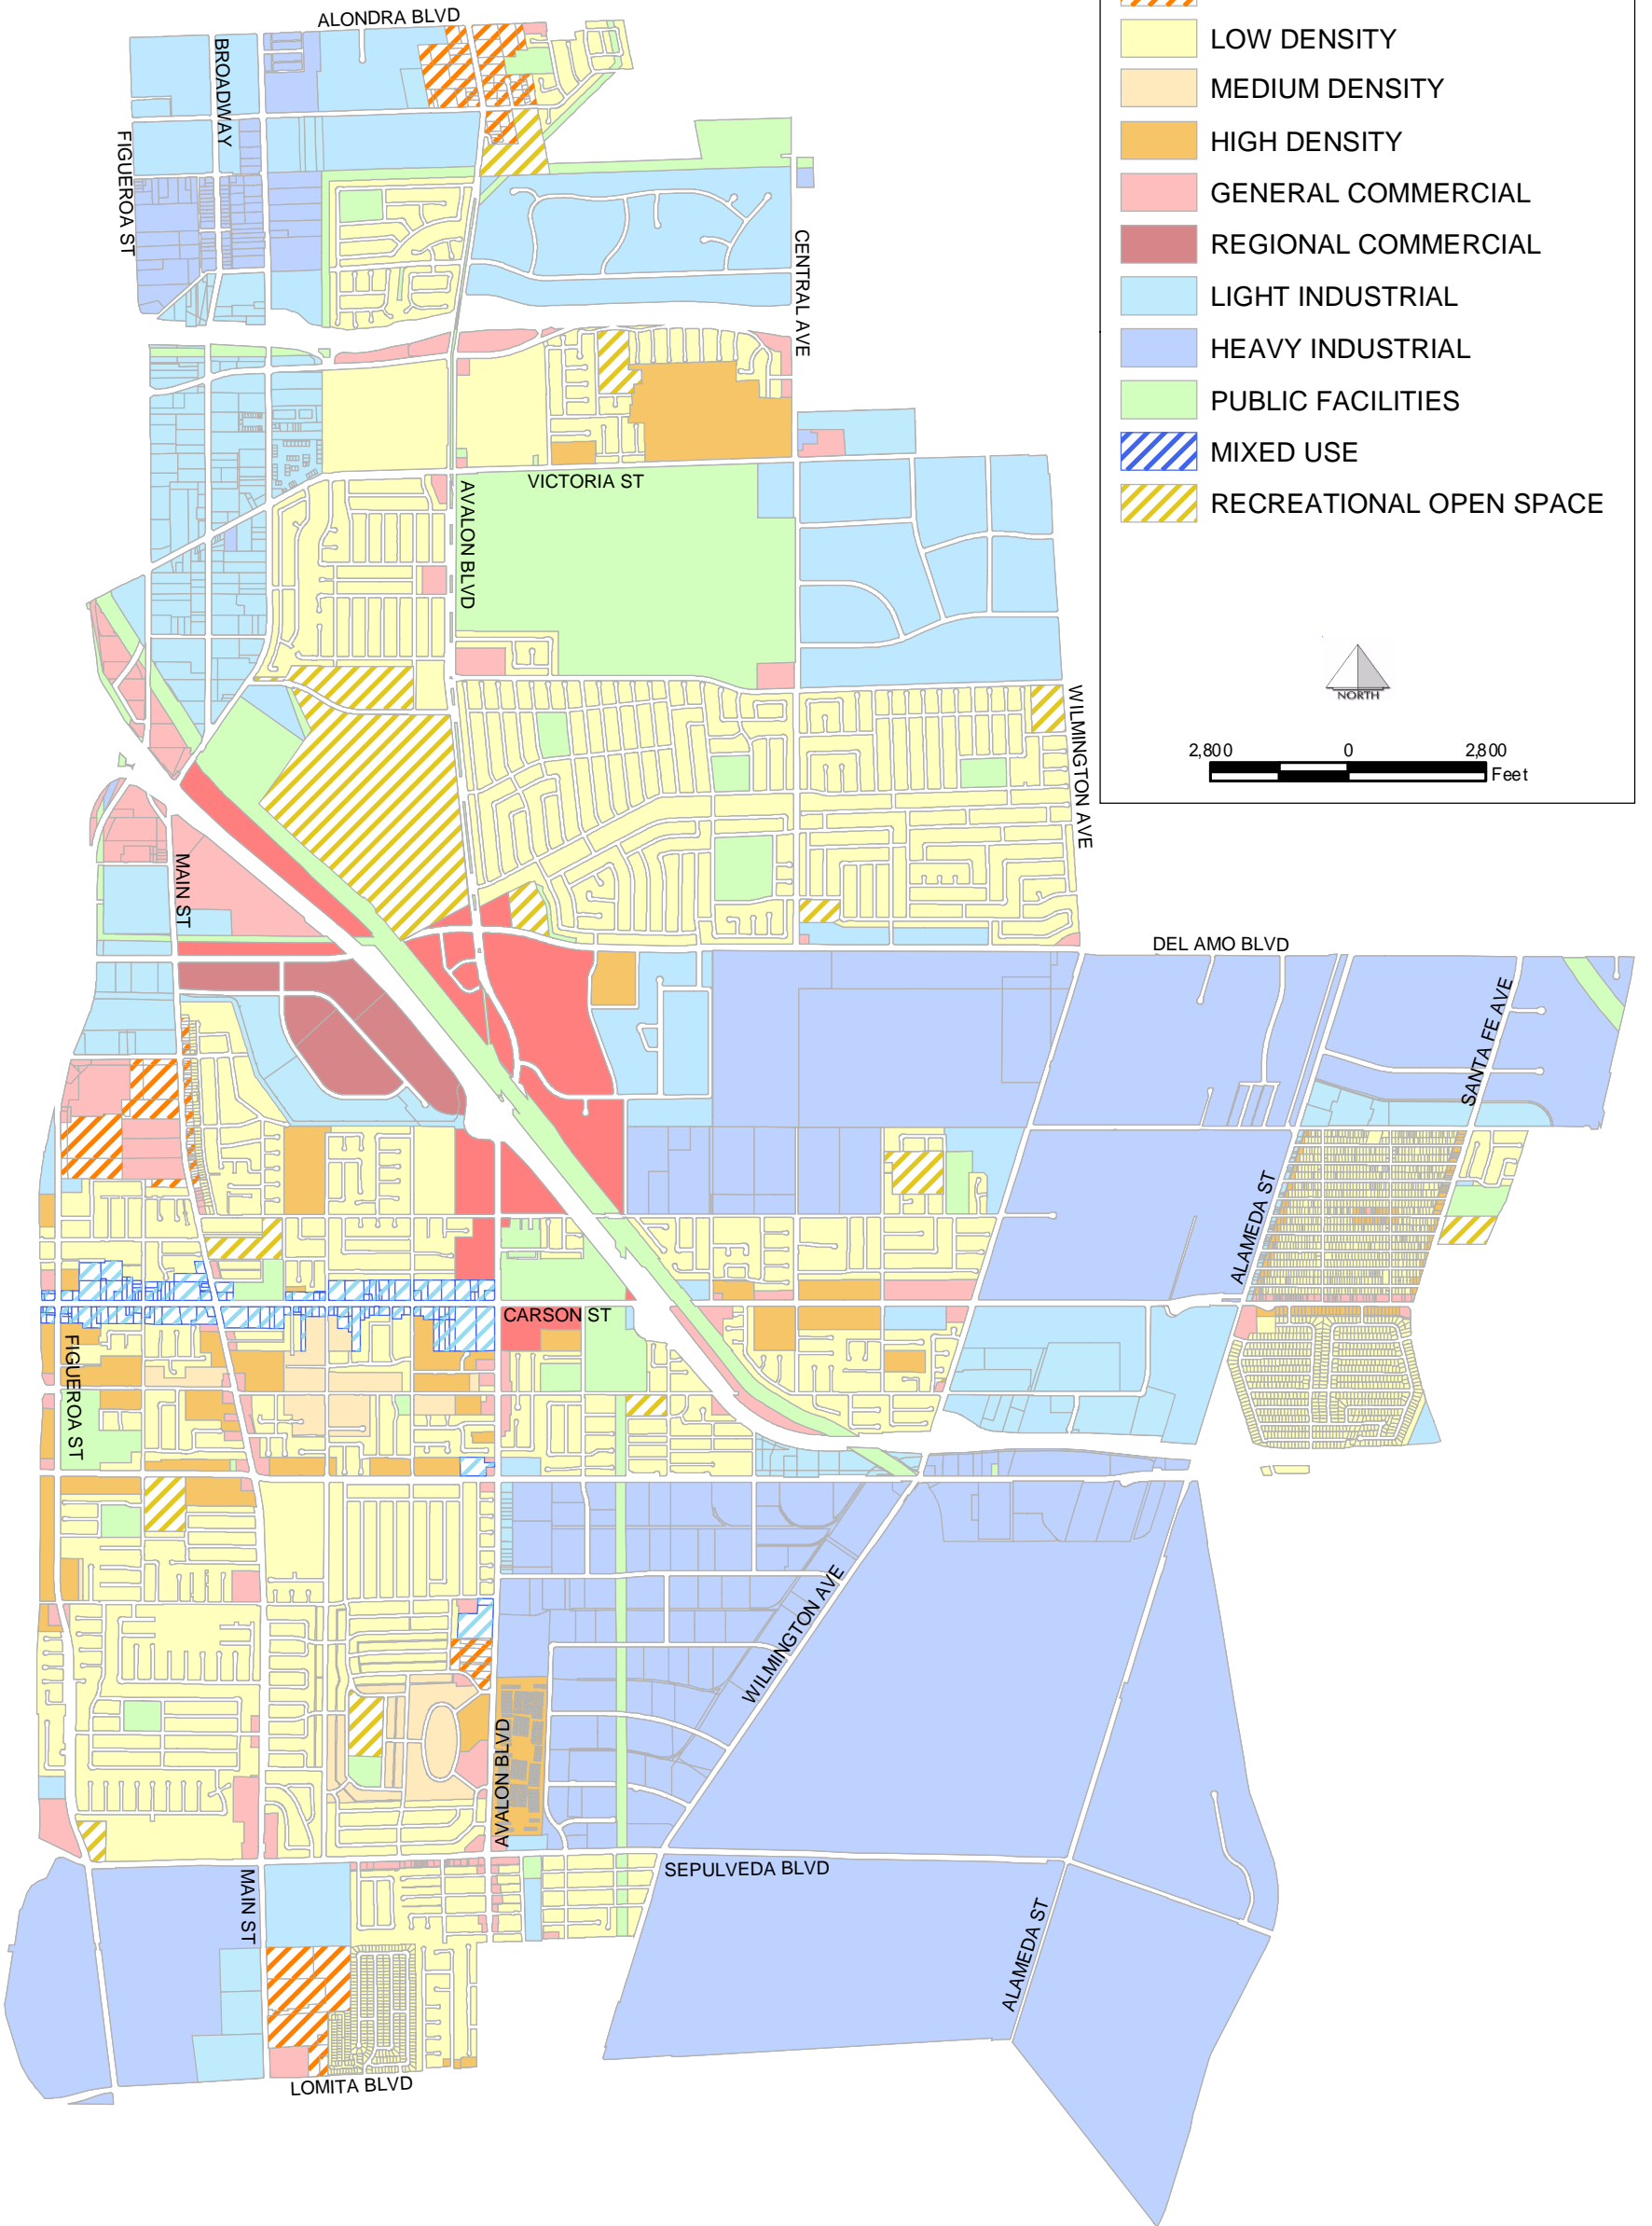 ALONDRA BLVD
BROADWAY
FIGUEROA ST
CENTRAL AVE
LOW DENSITY
MEDIUM DENSITY
HIGH DENSITY
GENERAL COMMERCIAL
REGIONAL COMMERCIAL
LIGHT INDUSTRIAL
HEAVY INDUSTRIAL
PUBLIC FACILITIES
MIXED USE
RECREATIONAL OPEN SPACE
NORTH
2,800 0 2,800
Feet
VICTORIA ST
AVALON BLVD
WILMINGTON AVE
MAIN ST
DEL AMO BLVD
SANTA FE AVE
ALAMEDA ST
CARSON ST
FIGUEROA ST
WILMINGTON AVE
AVALON BLVD
SEPULVEDA BLVD
MAIN ST
ALAMEDA ST
LOMITA BLVD